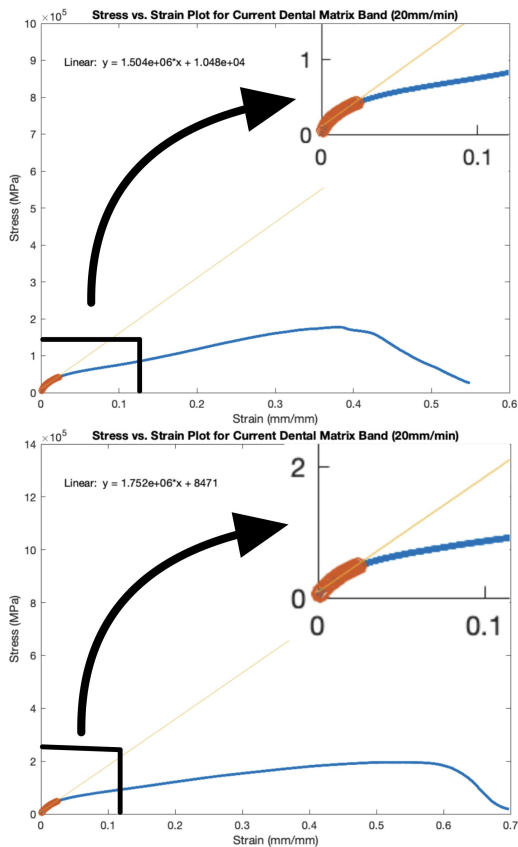 Stress vs. Strain Plot for Current Dental Matrix Band (20mm/min)
×10⁵
Linear: y = 1.504e+06*x + 1.048e+04
10
9
8
7
6
5
4
3
2
1
0
Stress (MPa)
1
0
0 0.1
0 0.1 0.2 0.3 0.4 0.5 0.6
Strain (mm/mm)
Stress vs. Strain Plot for Current Dental Matrix Band (20mm/min)
×10⁵
Linear: y = 1.752e+06*x + 8471
14
12
10
8
6
4
2
0
Stress (MPa)
2
0
0 0.1
0 0.1 0.2 0.3 0.4 0.5 0.6 0.7
Strain (mm/mm)